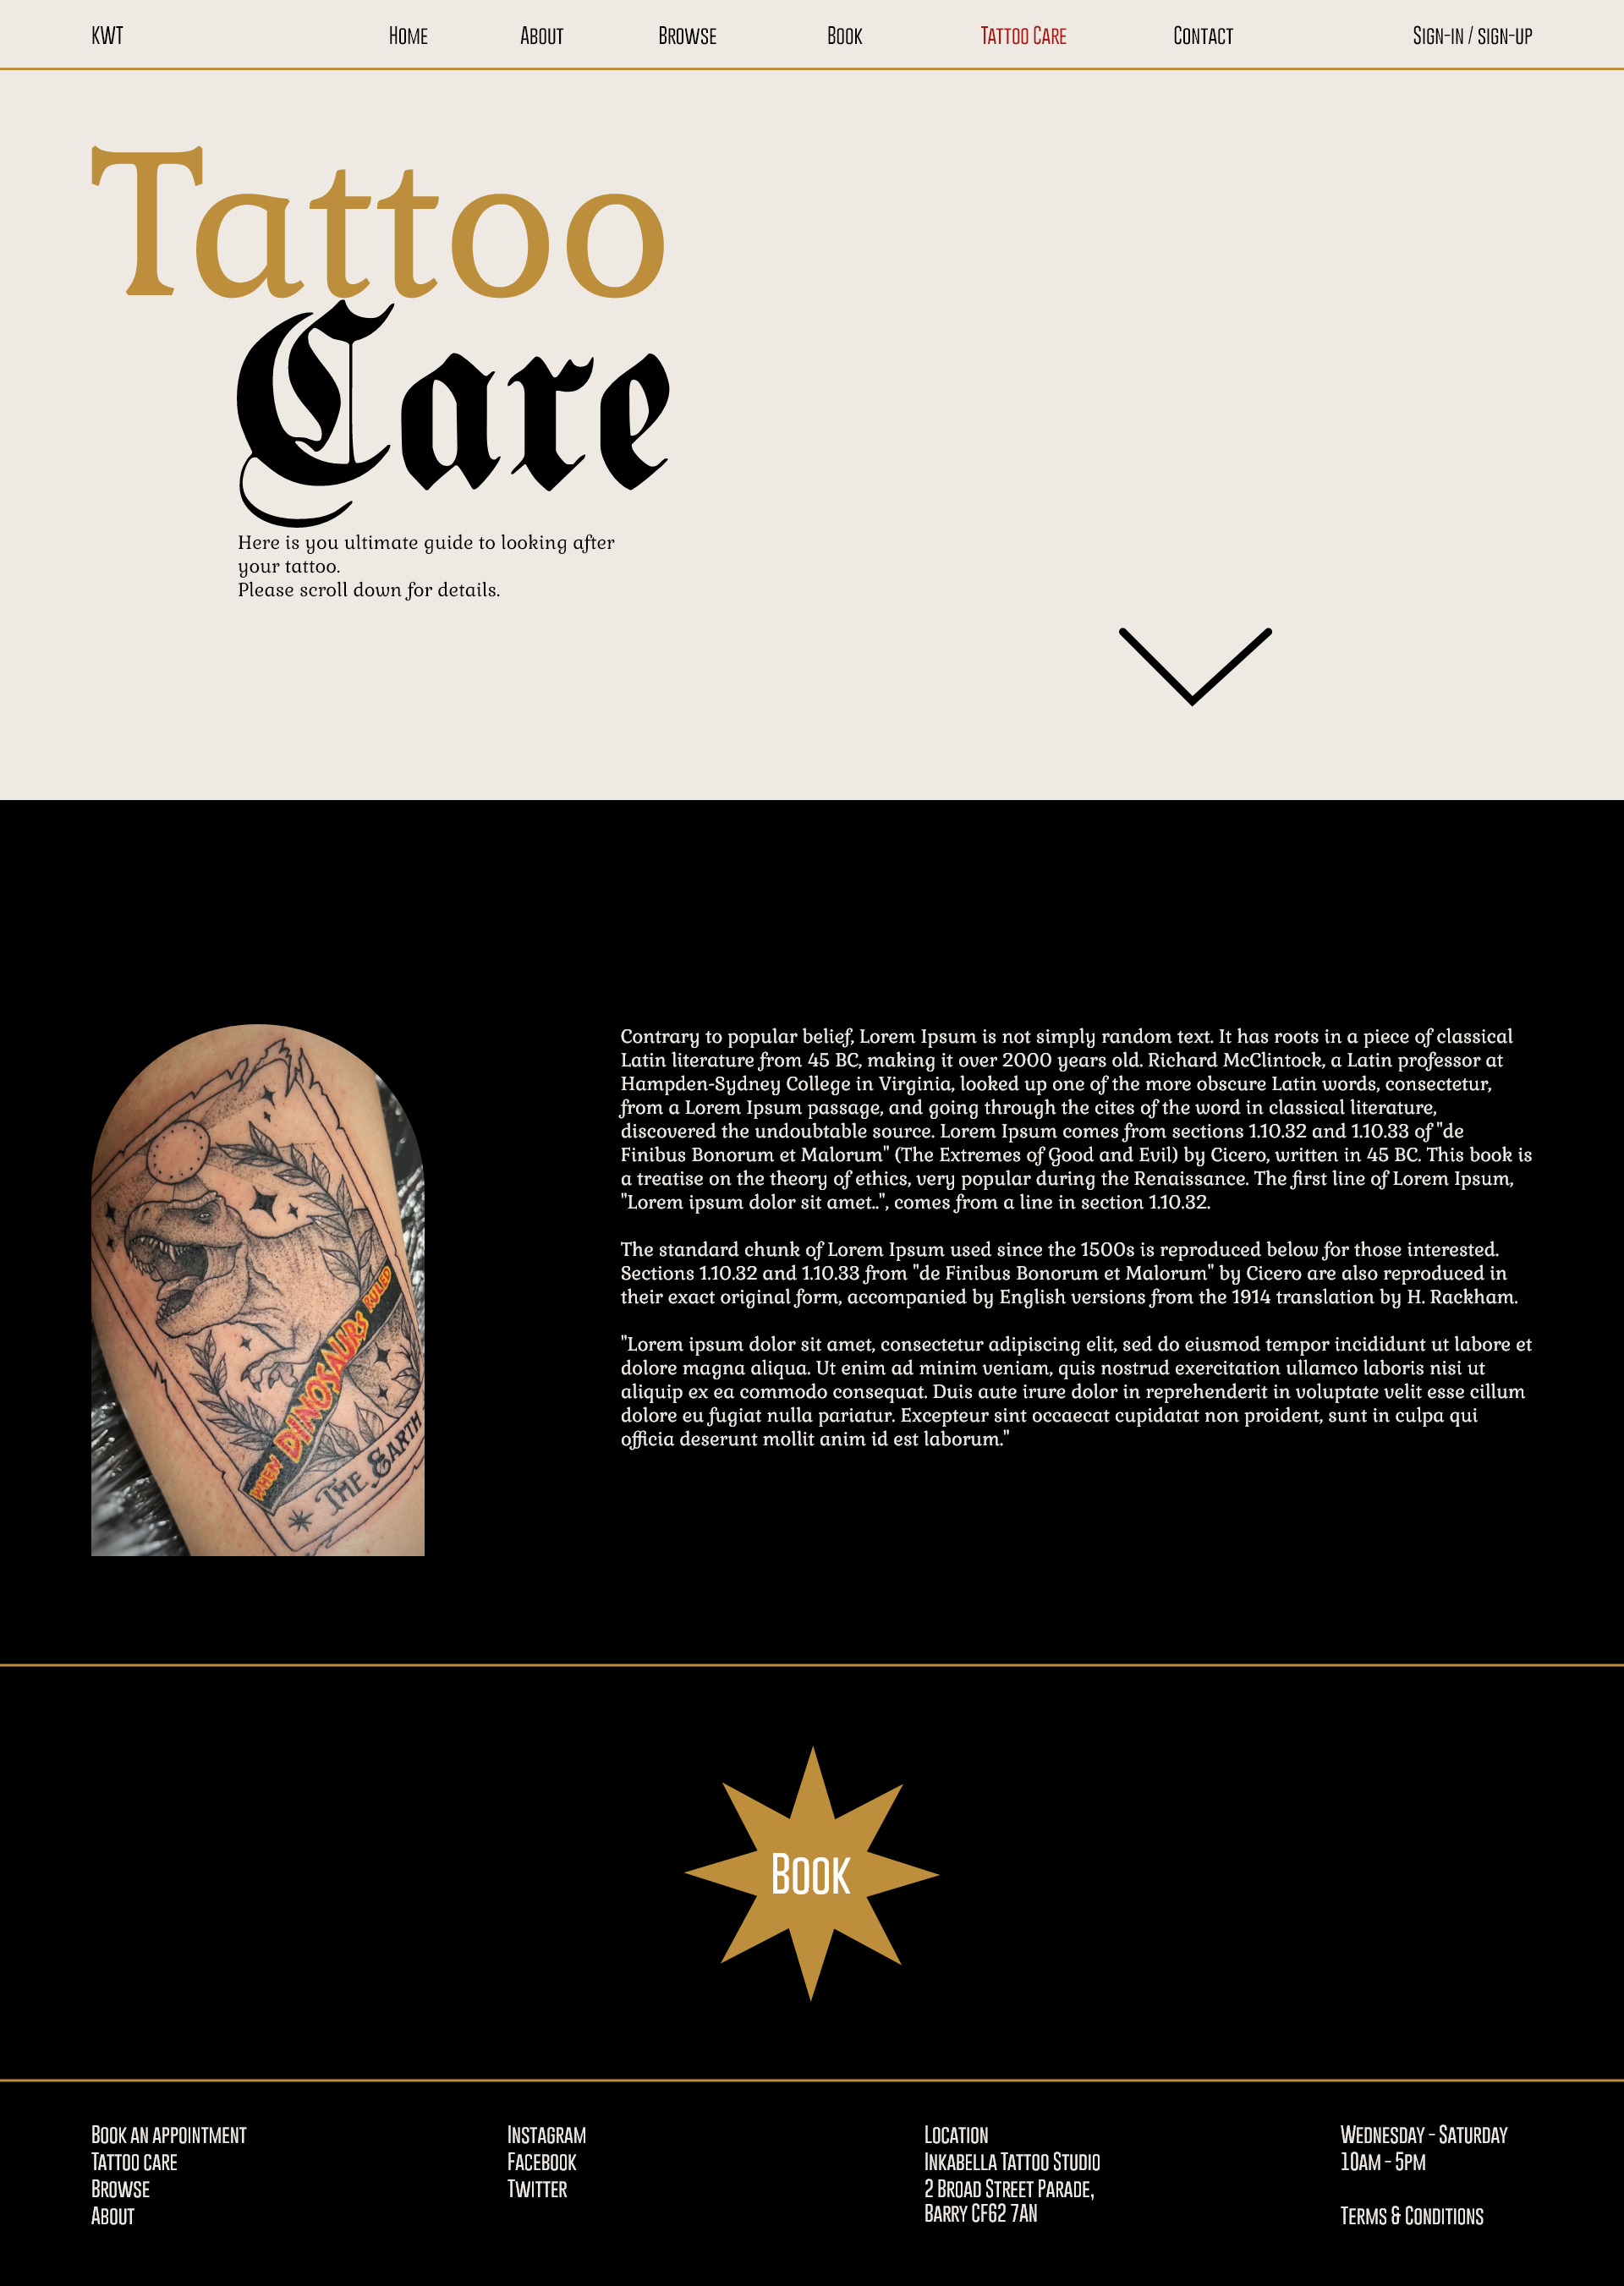 KWT Home About Browse Book Tattoo Care Contact Sign-in / sign-up
Tattoo
Care
Here is you ultimate guide to looking after
your tattoo.
Please scroll down for details.
Contrary to popular belief, Lorem Ipsum is not simply random text. It has roots in a piece of classical
Latin literature from 45 BC, making it over 2000 years old. Richard McClintock, a Latin professor at
Hampden-Sydney College in Virginia, looked up one of the more obscure Latin words, consectetur,
from a Lorem Ipsum passage, and going through the cites of the word in classical literature,
discovered the undoubtable source. Lorem Ipsum comes from sections 1.10.32 and 1.10.33 of "de
Finibus Bonorum et Malorum" (The Extremes of Good and Evil) by Cicero, written in 45 BC. This book is
a treatise on the theory of ethics, very popular during the Renaissance. The first line of Lorem Ipsum,
"Lorem ipsum dolor sit amet..", comes from a line in section 1.10.32.
The standard chunk of Lorem Ipsum used since the 1500s is reproduced below for those interested.
Sections 1.10.32 and 1.10.33 from "de Finibus Bonorum et Malorum" by Cicero are also reproduced in
their exact original form, accompanied by English versions from the 1914 translation by H. Rackham.
"Lorem ipsum dolor sit amet, consectetur adipiscing elit, sed do eiusmod tempor incididunt ut labore et
dolore magna aliqua. Ut enim ad minim veniam, quis nostrud exercitation ullamco laboris nisi ut
aliquip ex ea commodo consequat. Duis aute irure dolor in reprehenderit in voluptate velit esse cillum
dolore eu fugiat nulla pariatur. Excepteur sint occaecat cupidatat non proident, sunt in culpa qui
officia deserunt mollit anim id est laborum."
WHEN DINOSAURS RULED
THE EARTH
Book
Book an appointment
Tattoo care
Browse
About
Instagram
Facebook
Twitter
Location
Inkabella Tattoo Studio
2 Broad Street Parade,
Barry CF62 7AN
Wednesday - Saturday
10am - 5pm
Terms & Conditions